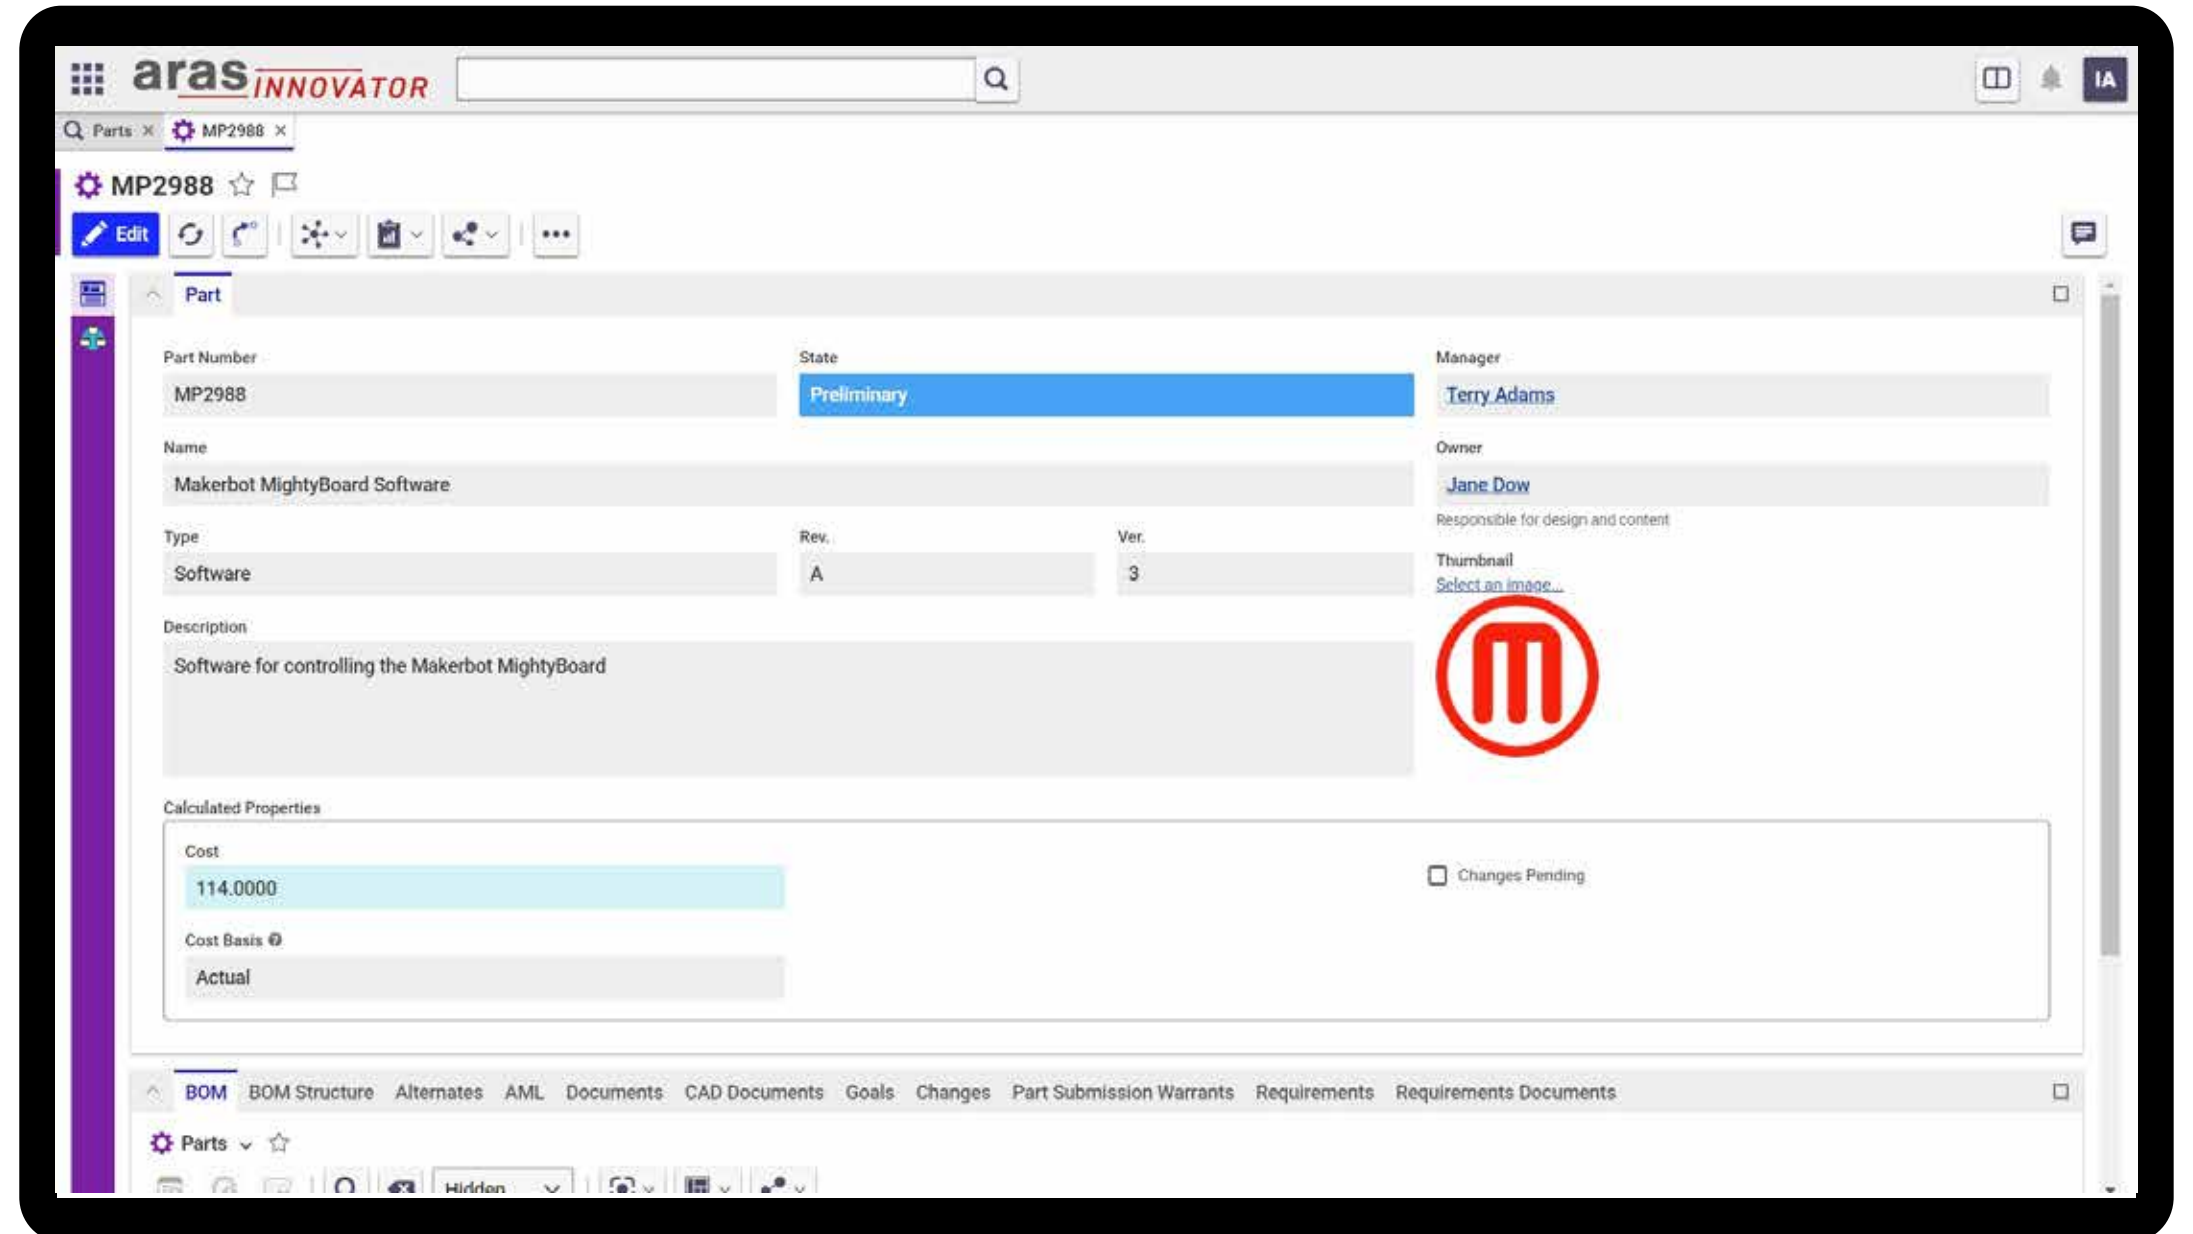 aras INNOVATOR
IA
Parts
MP2988
MP2988
Edit
Part
Part Number
State
Manager
MP2988
Preliminary
Terry Adams
Name
Owner
Makerbot MightyBoard Software
Jane Dow
Responsible for design and content
Type
Rev.
Ver.
Thumbnail
Software
A
3
Select an image...
Description
Software for controlling the Makerbot MightyBoard
Calculated Properties
Cost
114.0000
Changes Pending
Cost Basis
Actual
BOM BOM Structure Alternates AML Documents CAD Documents Goals Changes Part Submission Warrants Requirements Requirements Documents
Parts
Hidden